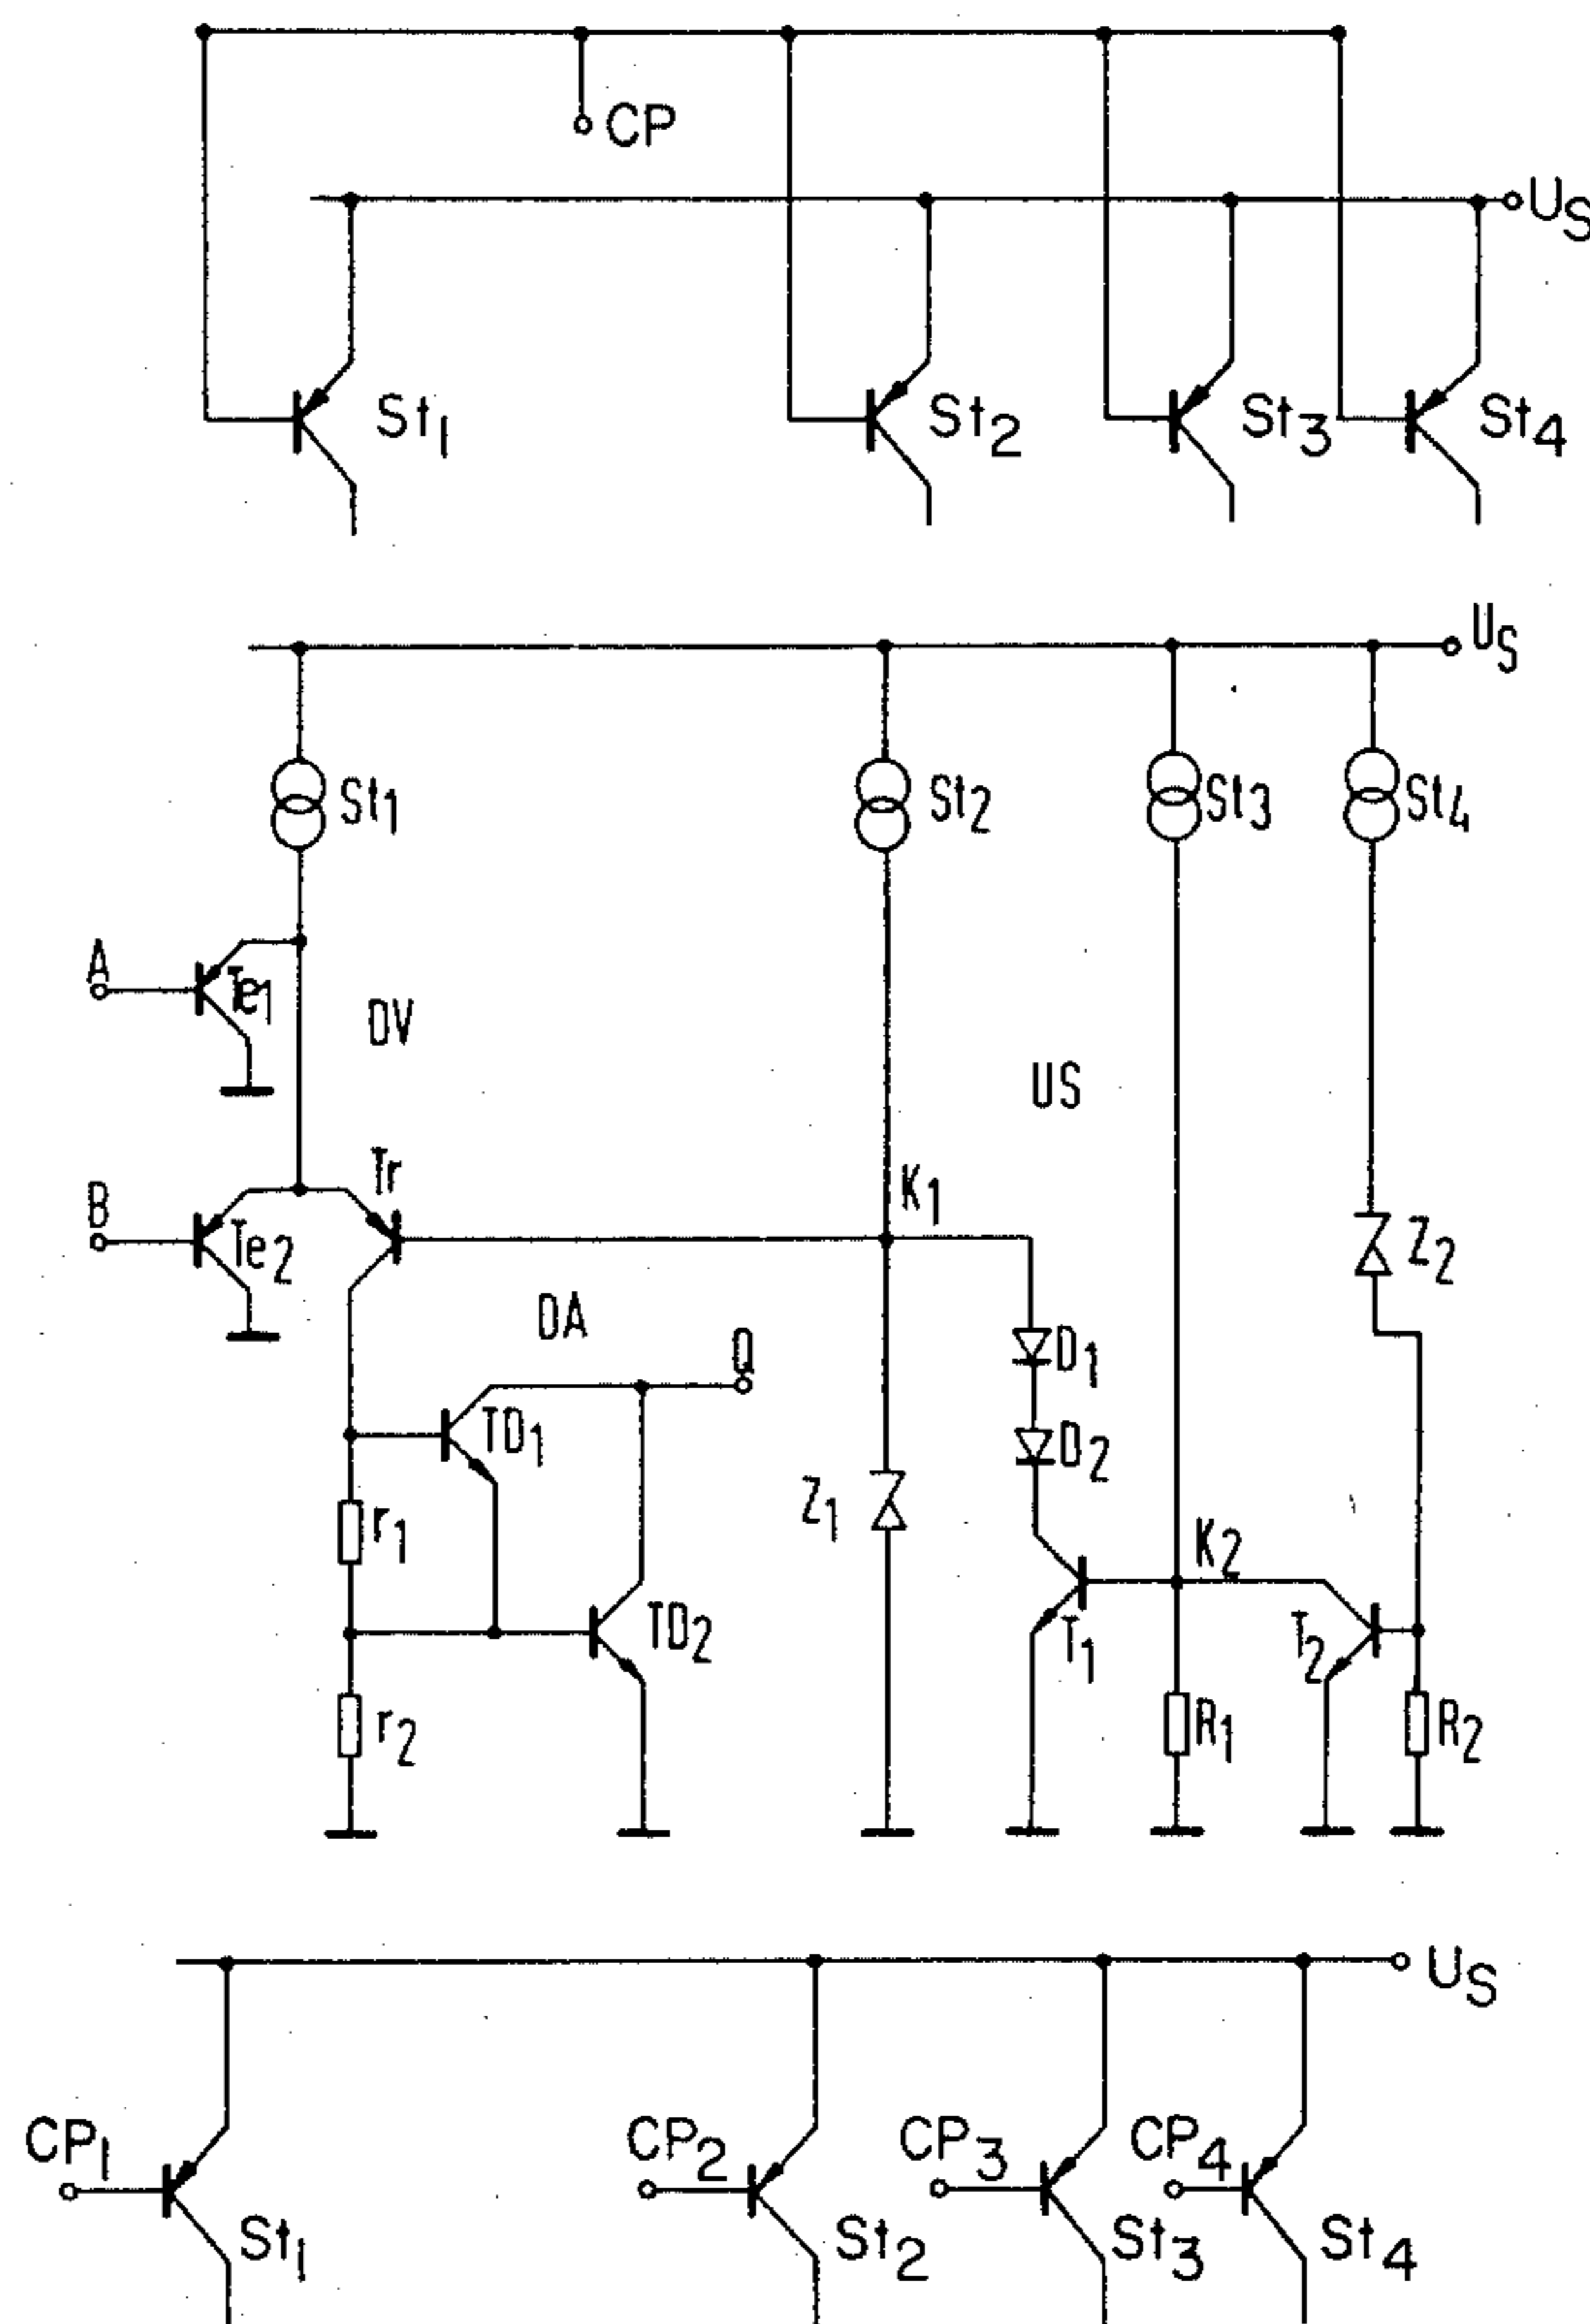 CP
US
St1
St2
St3
St4
US
St1
St2
St3
St4
A
Te1
DV
US
B
Te2
Tr
K1
Z2
DA
Q
D1
TD1
D2
Z1
r1
K2
TD2
T1
T2
r2
R1
R2
US
CP1
CP2
CP3
CP4
St1
St2
St3
St4